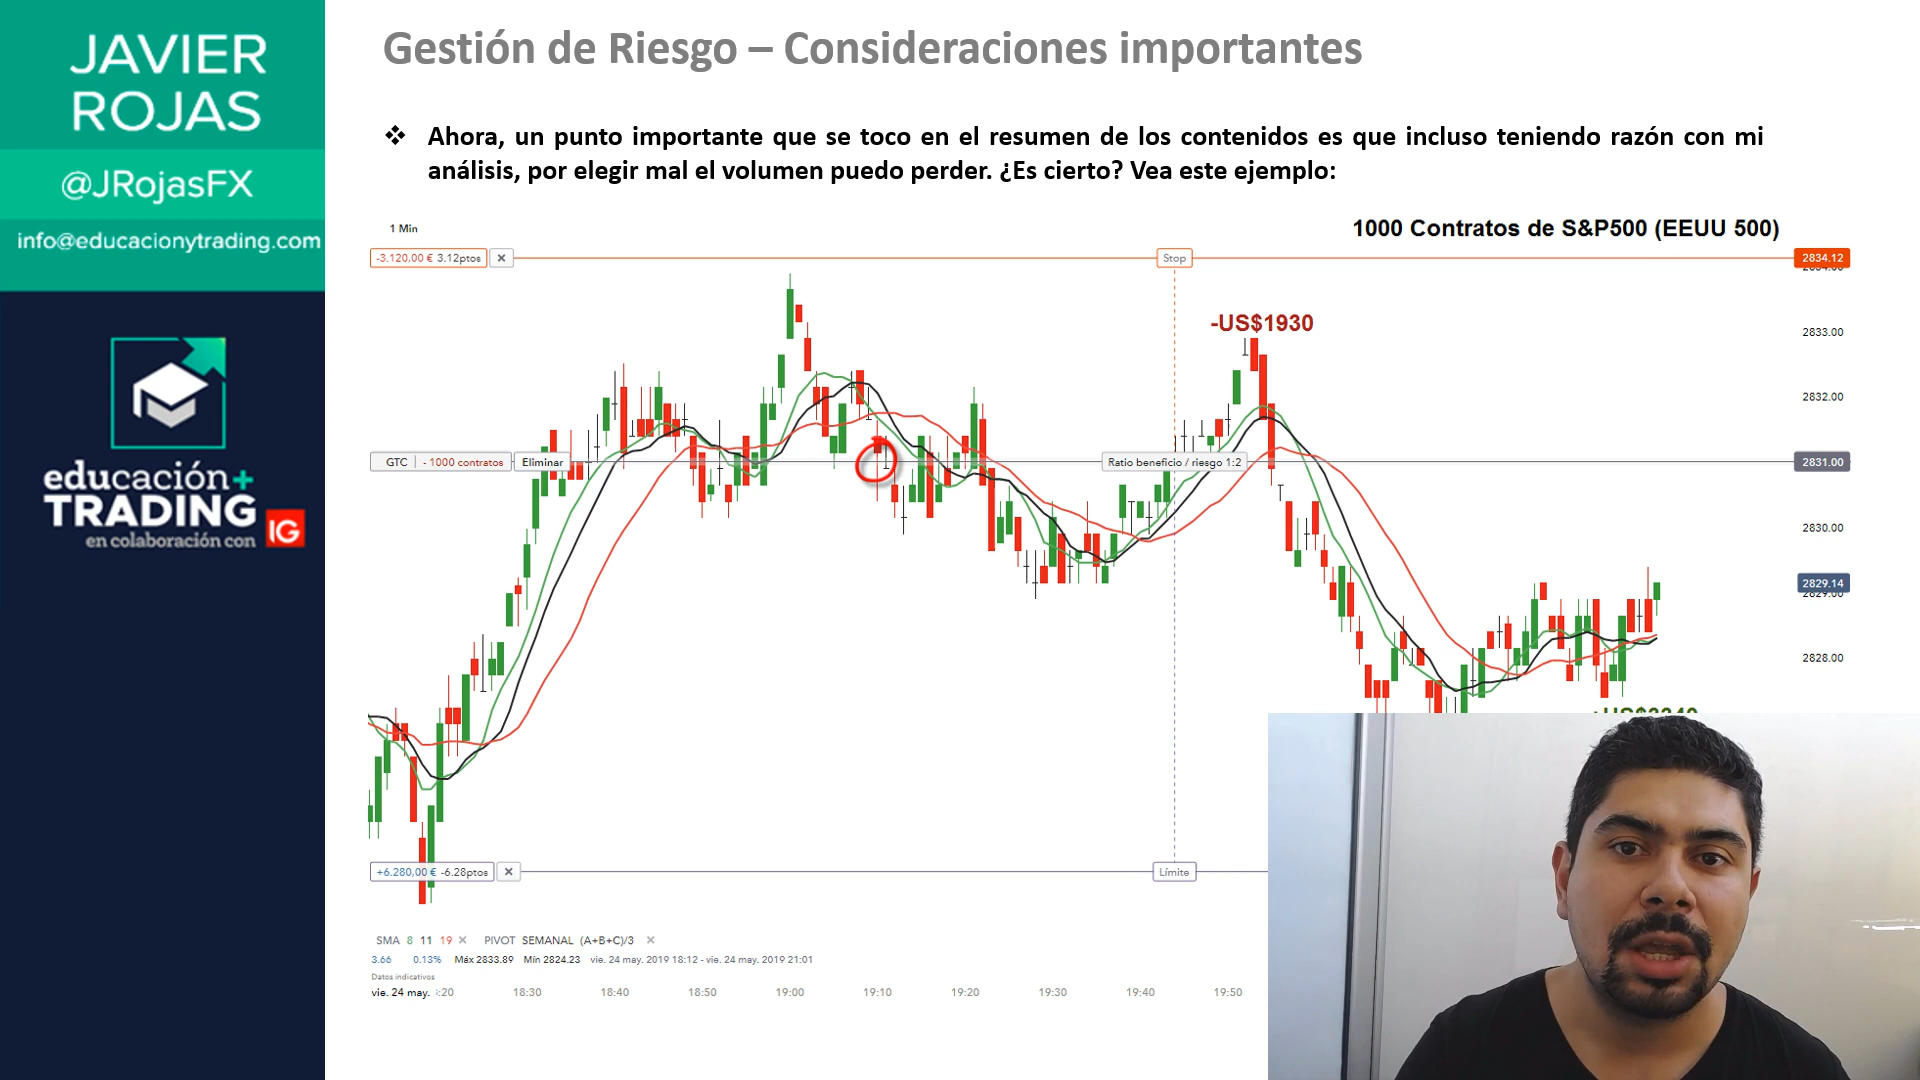 JAVIER
ROJAS
@JRojasFX
info@educacionytrading.com
educación+
TRADING
en colaboración con IG
Gestión de Riesgo – Consideraciones importantes
❖ Ahora, un punto importante que se toco en el resumen de los contenidos es que incluso teniendo razón con mi
análisis, por elegir mal el volumen puedo perder. ¿Es cierto? Vea este ejemplo:
1 Min
1000 Contratos de S&P500 (EEUU 500)
-3.120,00 € 3.12ptos
Stop
2834.12
-US$1930
2833.00
2832.00
GTC - 1000 contratos
Eliminar
Ratio beneficio / riesgo 1:2
2831.00
2830.00
2829.14
2829.00
2828.00
+6.280,00 € -6.28ptos
Límite
SMA 8 11 19 PIVOT SEMANAL (A+B+C)/3
3.66 0.13% Máx 2833.89 Mín 2824.23 vie. 24 may. 2019 18:12 - vie. 24 may. 2019 21:01
Datos indicativos
vie. 24 may. :20 18:30 18:40 18:50 19:00 19:10 19:20 19:30 19:40 19:50